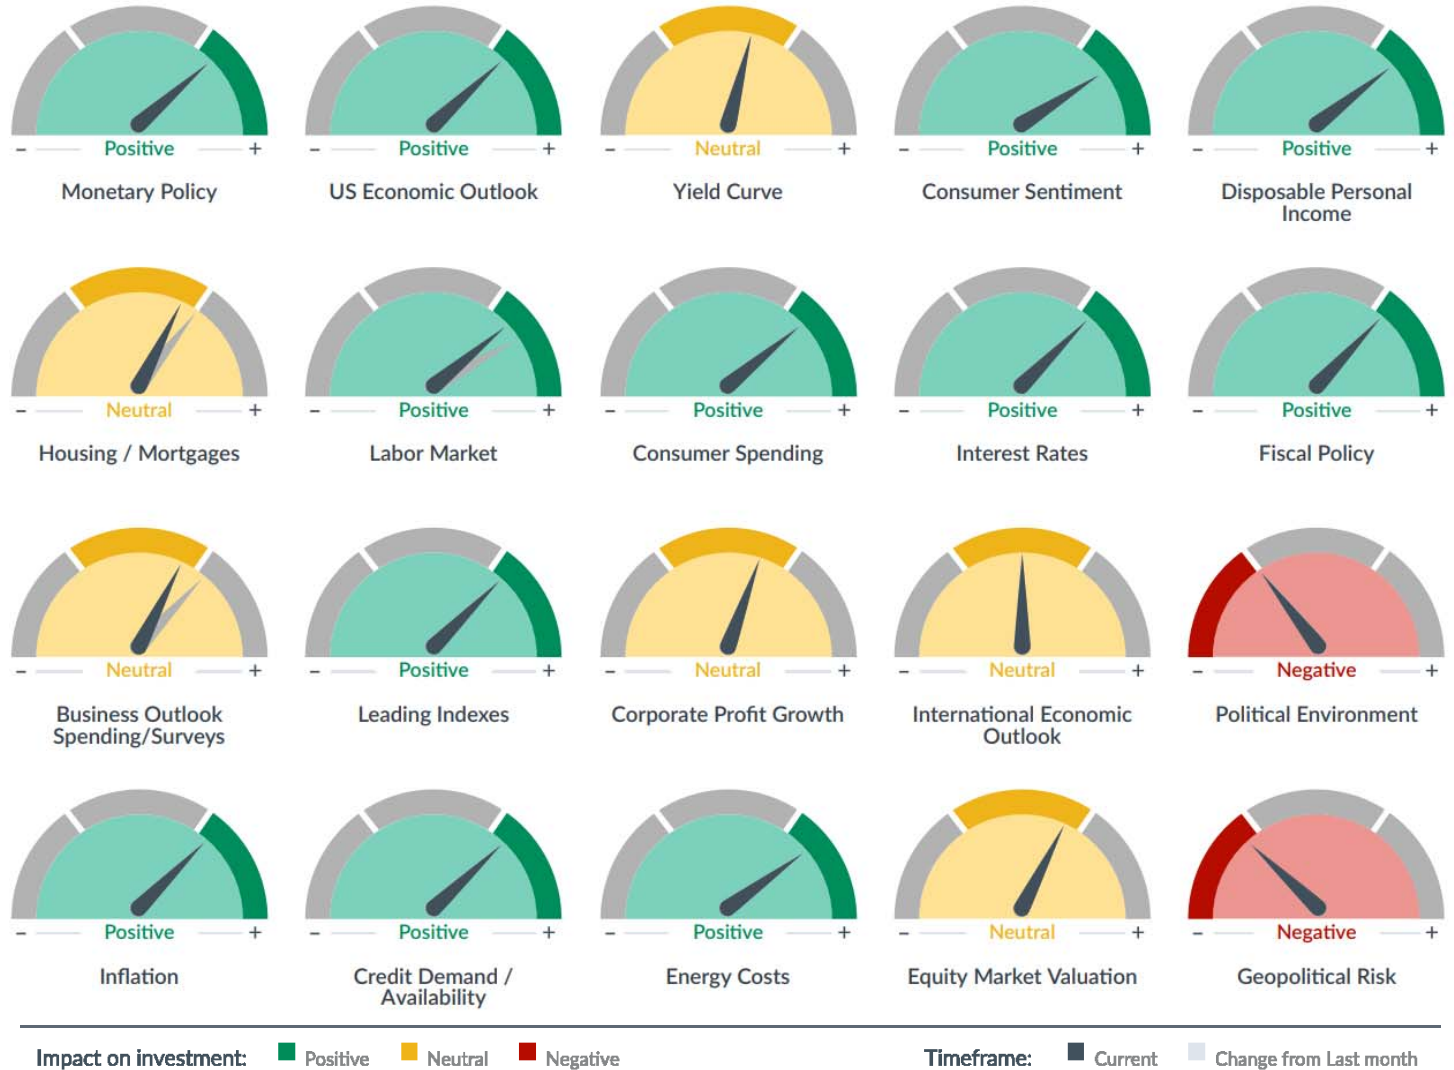 - Positive +
Monetary Policy
- Positive +
US Economic Outlook
- Neutral +
Yield Curve
- Positive +
Consumer Sentiment
- Positive +
Disposable Personal
Income
- Neutral +
Housing / Mortgages
- Positive +
Labor Market
- Positive +
Consumer Spending
- Positive +
Interest Rates
- Positive +
Fiscal Policy
- Neutral +
Business Outlook
Spending/Surveys
- Positive +
Leading Indexes
- Neutral +
Corporate Profit Growth
- Neutral +
International Economic
Outlook
- Negative +
Political Environment
- Positive +
Inflation
- Positive +
Credit Demand /
Availability
- Positive +
Energy Costs
- Neutral +
Equity Market Valuation
- Negative +
Geopolitical Risk
Impact on investment: Positive Neutral Negative
Timeframe: Current Change from Last month